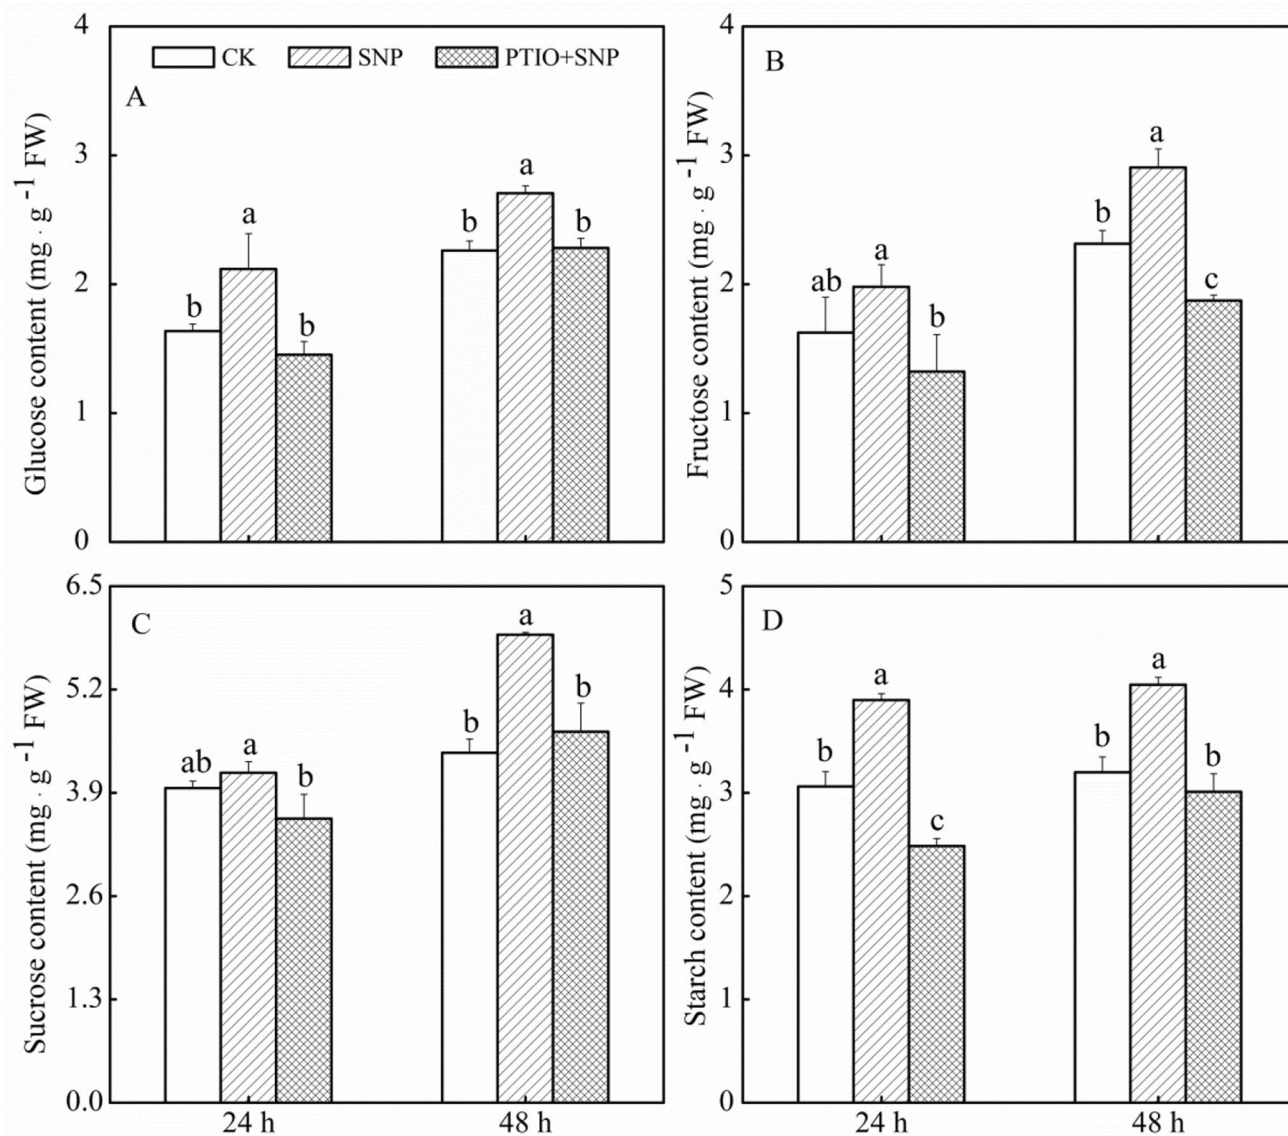 4
CK SNP PTIO+SNP
A
3
2
1
0
Glucose content (mg · g⁻¹ FW)
b
a
b
b
a
b
4
B
3
2
1
0
Fructose content (mg · g⁻¹ FW)
ab
a
b
b
a
c
6.5
C
5.2
3.9
2.6
1.3
0.0
Sucrose content (mg · g⁻¹ FW)
ab
a
b
b
a
b
24 h 48 h
5
D
4
3
2
1
0
Starch content (mg · g⁻¹ FW)
b
a
c
b
a
b
24 h 48 h